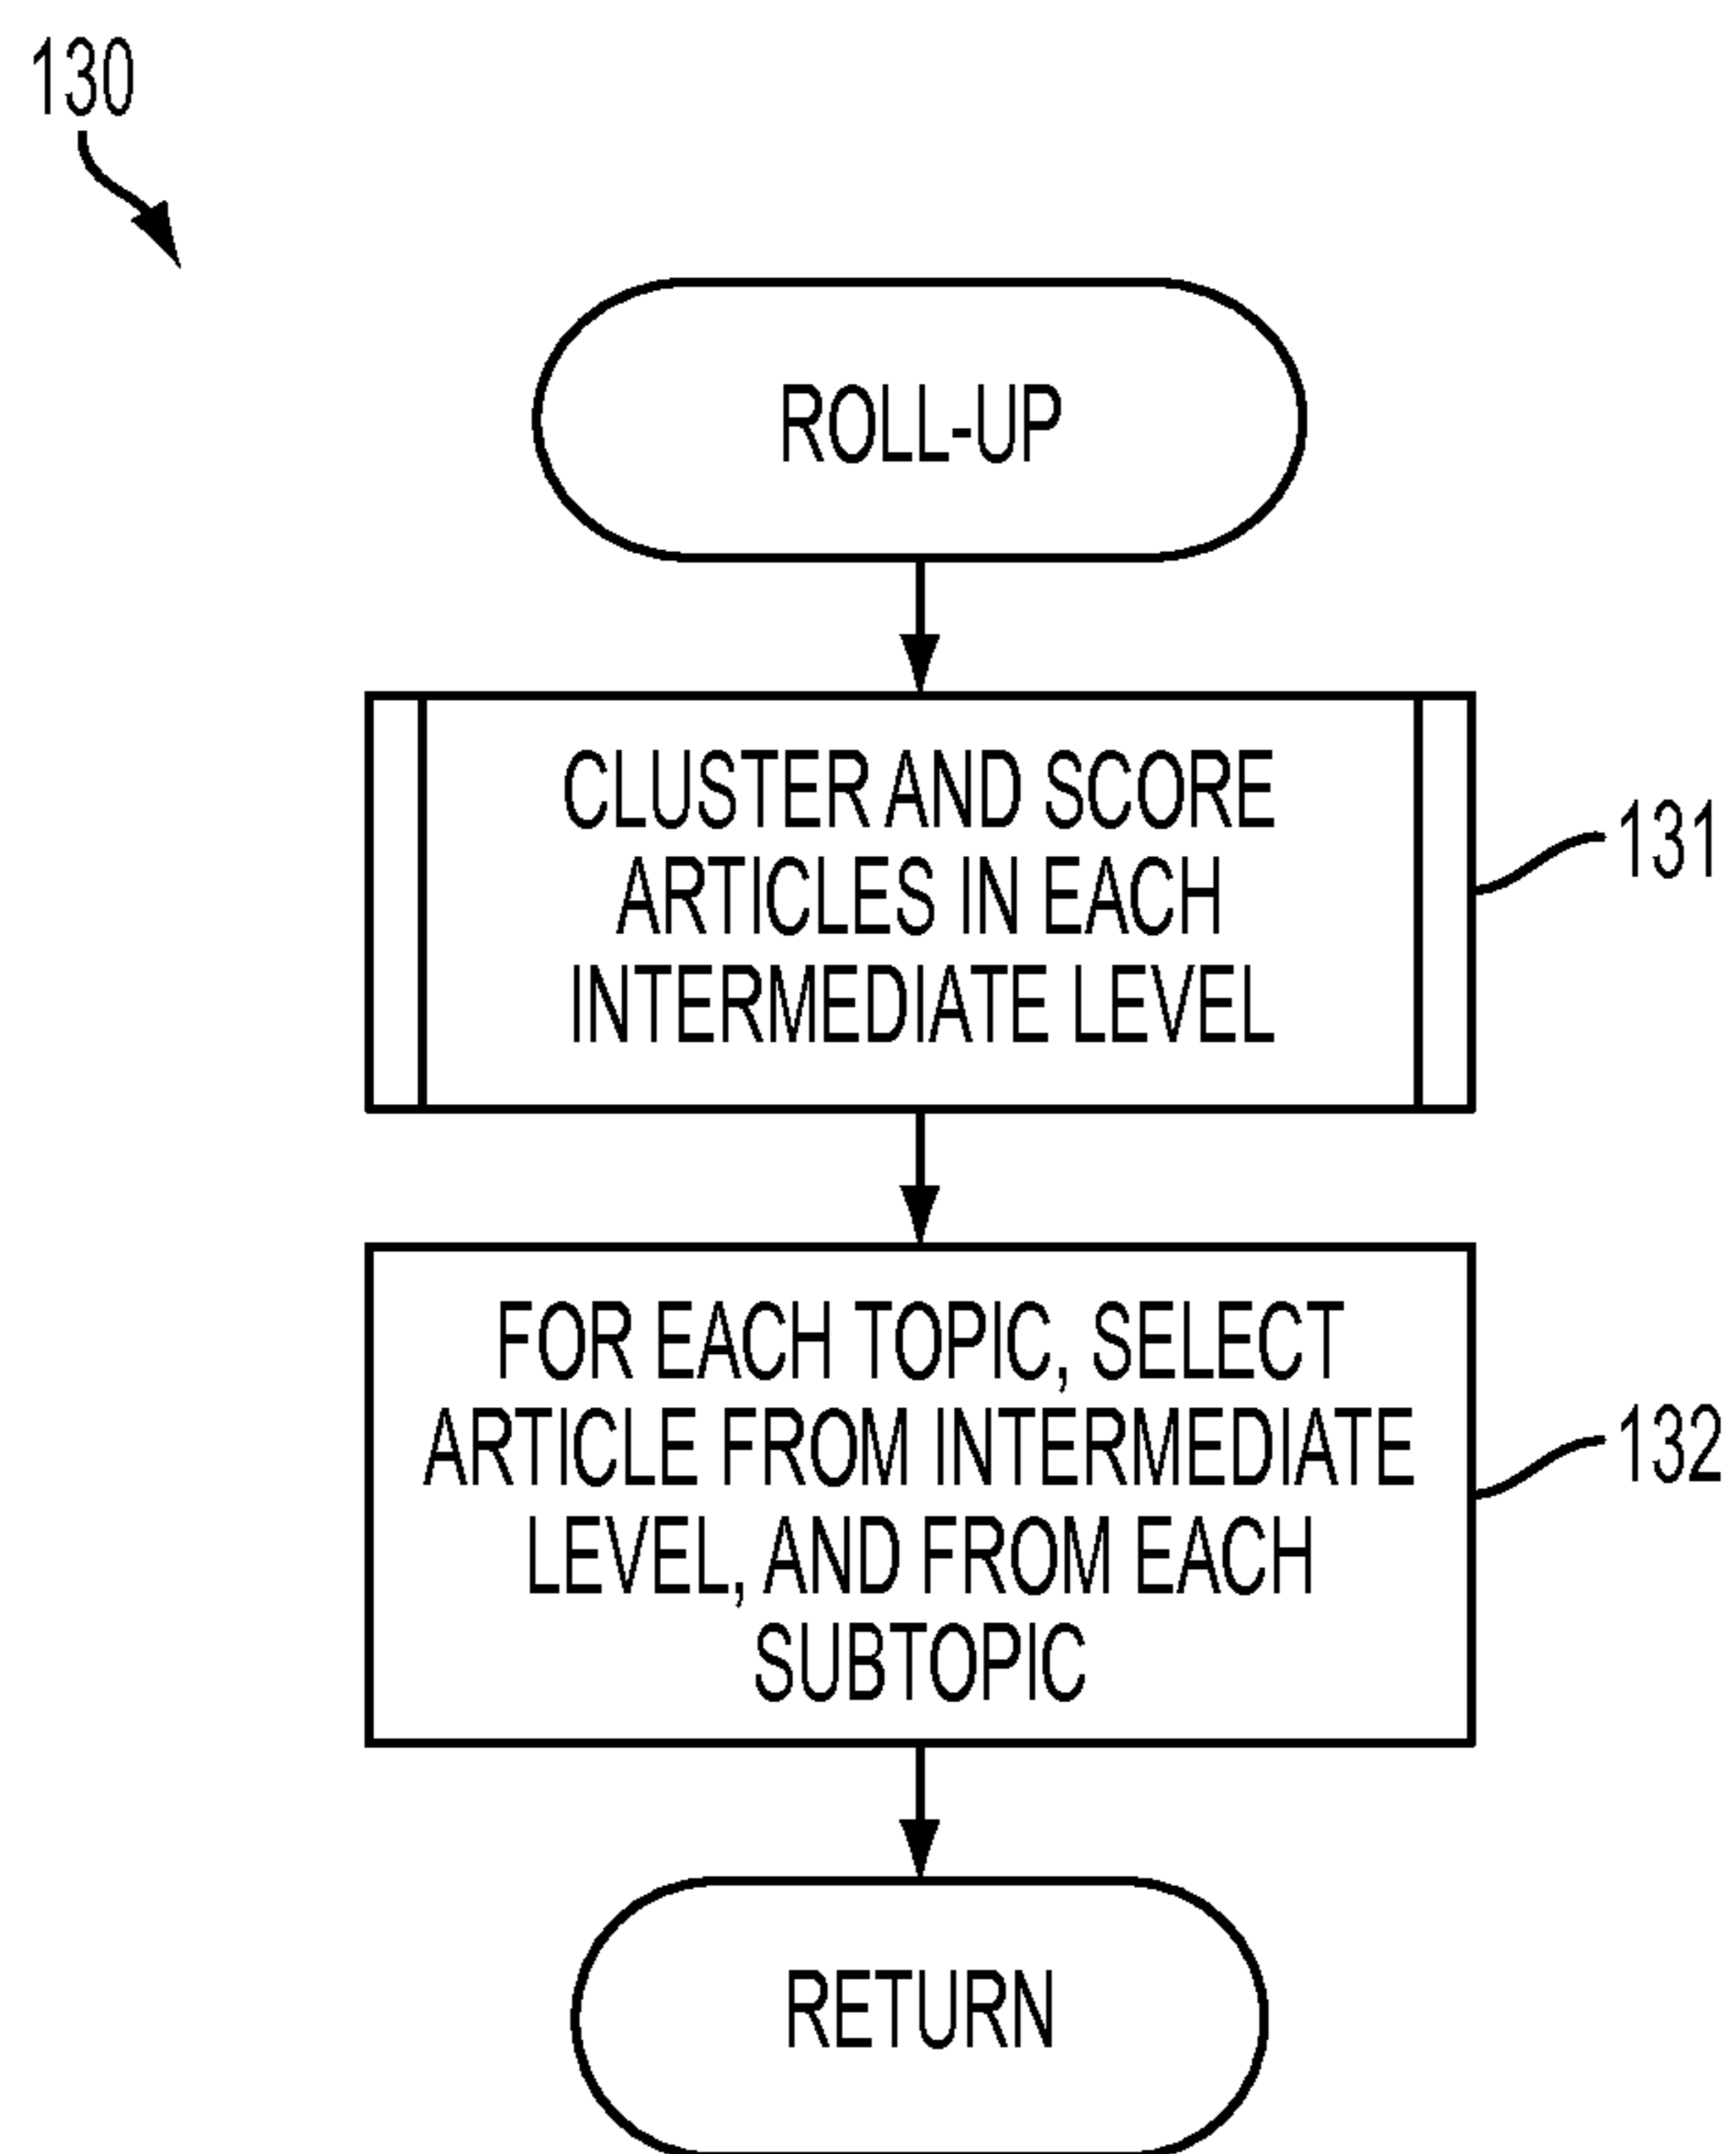 130
ROLL-UP
CLUSTER AND SCORE
ARTICLES IN EACH
INTERMEDIATE LEVEL
131
FOR EACH TOPIC, SELECT
ARTICLE FROM INTERMEDIATE
LEVEL, AND FROM EACH
SUBTOPIC
132
RETURN